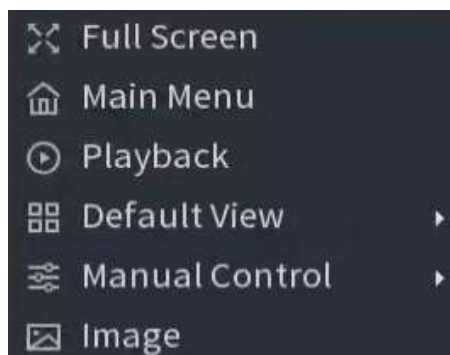 Full Screen
Main Menu
Playback
Default View
Manual Control
Image